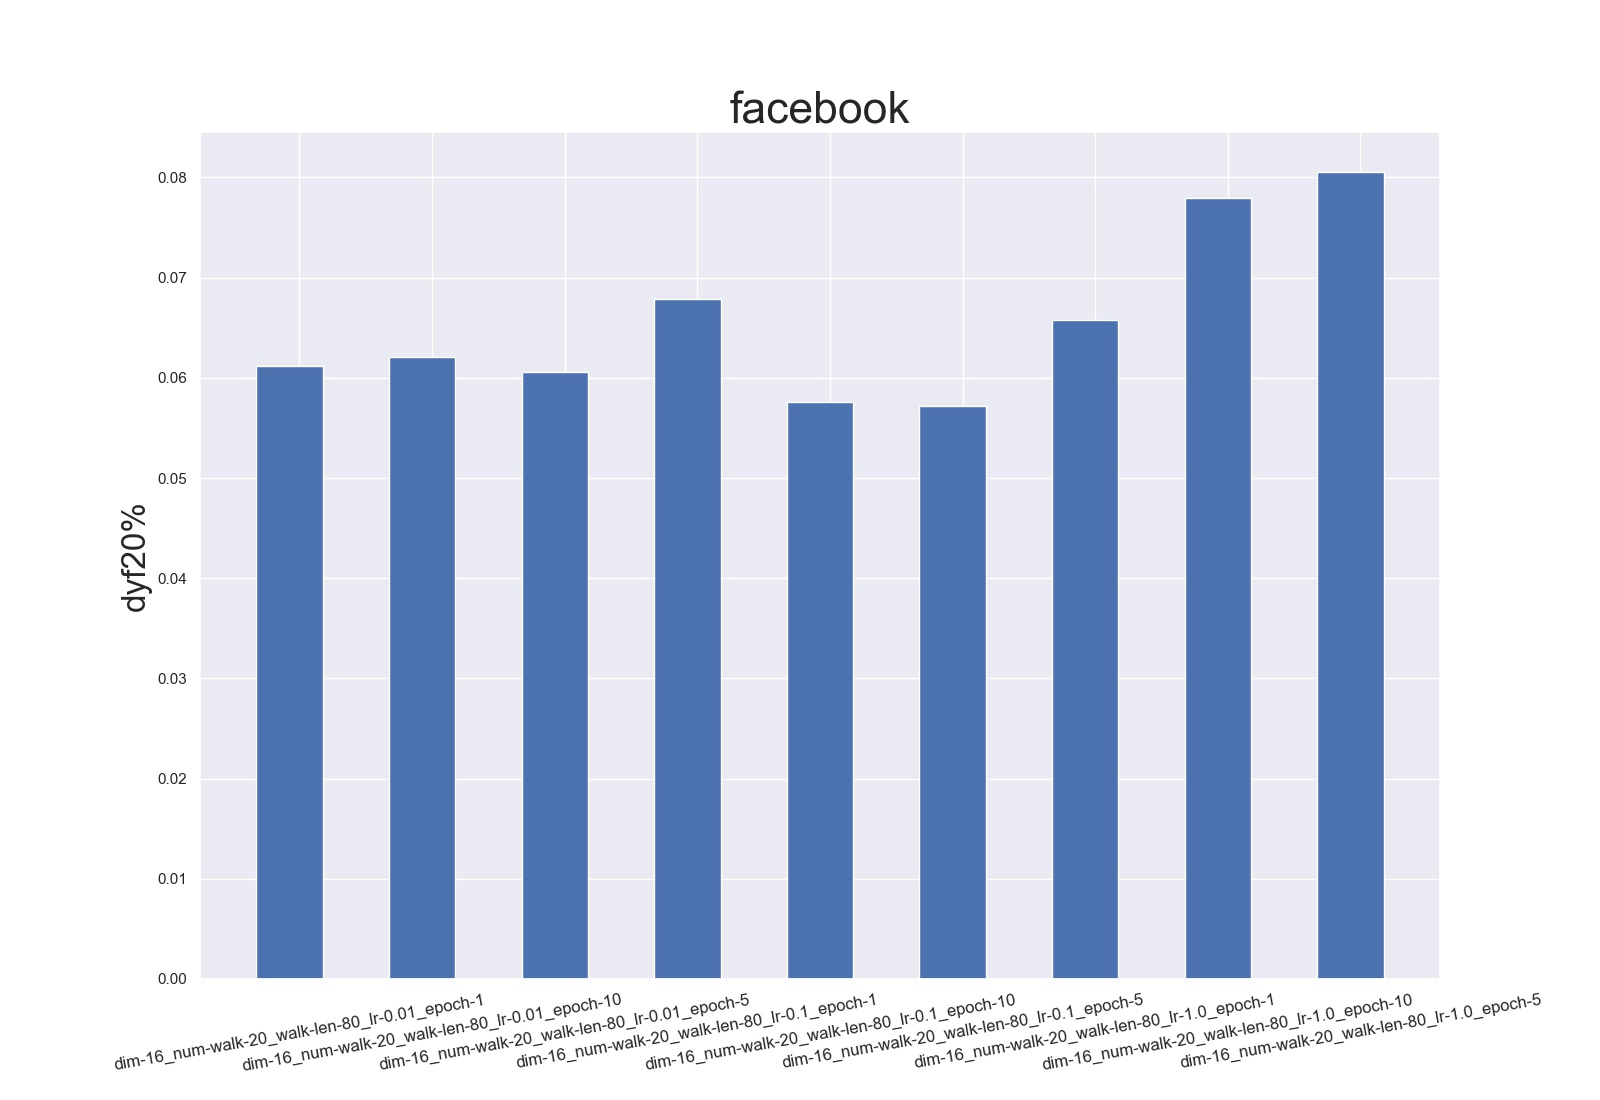 facebook
dyf20%
0.08
0.07
0.06
0.05
0.04
0.03
0.02
0.01
0.00
dim-16_num-walk-20_walk-len-80_lr-0.01_epoch-1
dim-16_num-walk-20_walk-len-80_lr-0.01_epoch-10
dim-16_num-walk-20_walk-len-80_lr-0.01_epoch-5
dim-16_num-walk-20_walk-len-80_lr-0.1_epoch-1
dim-16_num-walk-20_walk-len-80_lr-0.1_epoch-10
dim-16_num-walk-20_walk-len-80_lr-0.1_epoch-5
dim-16_num-walk-20_walk-len-80_lr-1.0_epoch-1
dim-16_num-walk-20_walk-len-80_lr-1.0_epoch-10
dim-16_num-walk-20_walk-len-80_lr-1.0_epoch-5